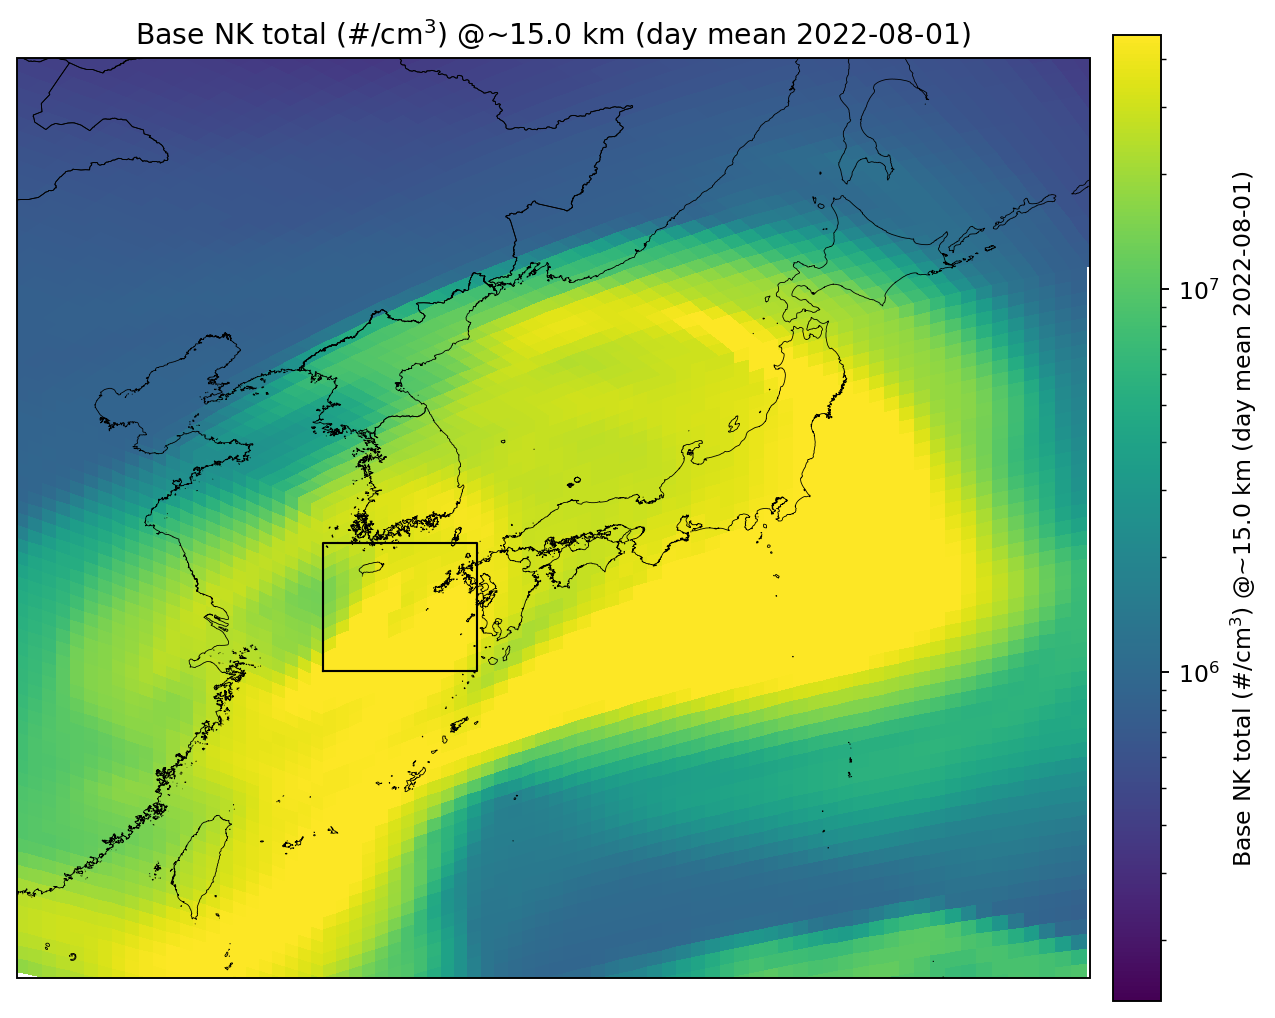 Base NK total (#/cm³) @~15.0 km (day mean 2022-08-01)
10⁷
10⁶
Base NK total (#/cm³) @~15.0 km (day mean 2022-08-01)